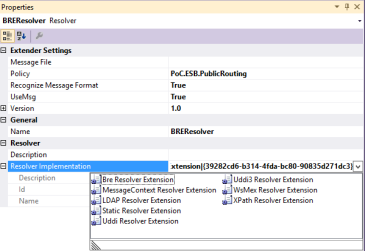 Properties
BREResolver Resolver
Extender Settings
Message File
Policy PoC.ESB.PublicRouting
Recognize Message Format True
UseMsg True
Version 1.0
General
Name BREResolver
Resolver
Description
Resolver Implementation xtension[{39282cd6-b314-4fda-bc80-90835d271dc3}
Description
Id
Name
Bre Resolver Extension
MessageContext Resolver Extension
LDAP Resolver Extension
Static Resolver Extension
Uddi Resolver Extension
Uddi3 Resolver Extension
WsMex Resolver Extension
XPath Resolver Extension